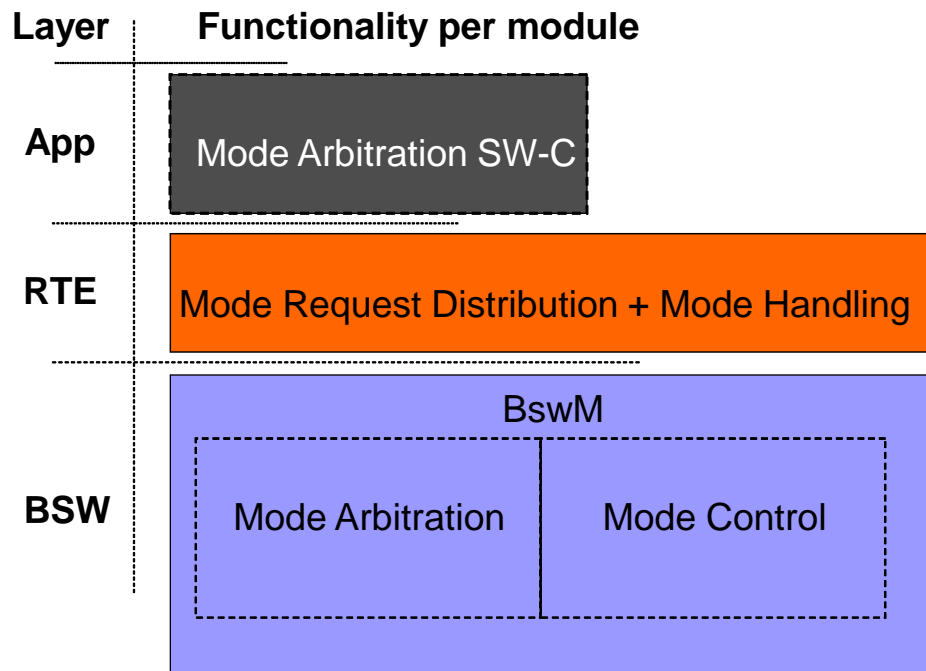 Layer Functionality per module
App
Mode Arbitration SW-C
RTE
Mode Request Distribution + Mode Handling
BswM
BSW
Mode Arbitration
Mode Control